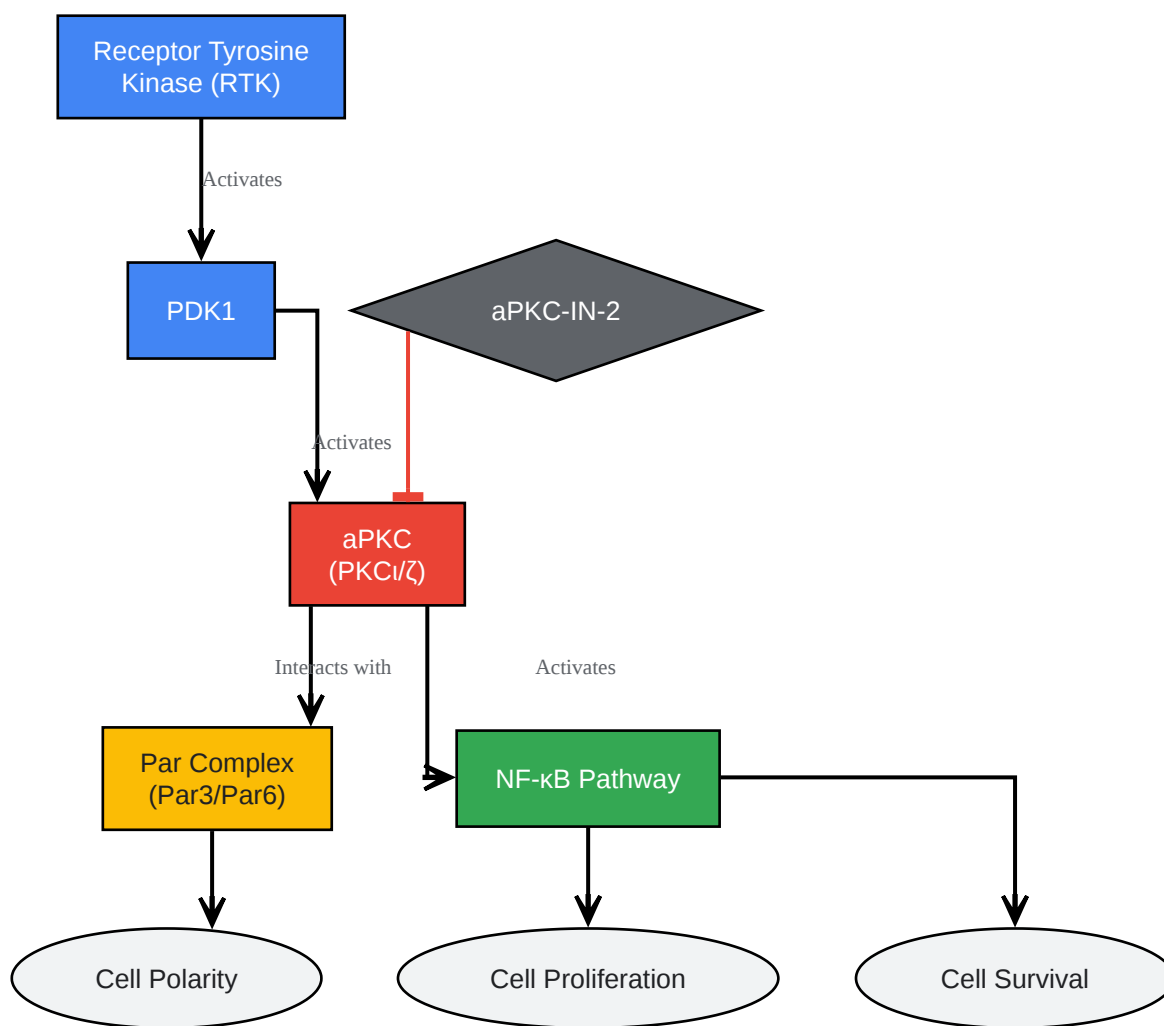 Receptor Tyrosine
Kinase (RTK)
Activates
PDK1
aPKC-IN-2
Activates
aPKC
(PKCι/ζ)
Interacts with
Activates
Par Complex
(Par3/Par6)
NF-κB Pathway
Cell Polarity
Cell Proliferation
Cell Survival